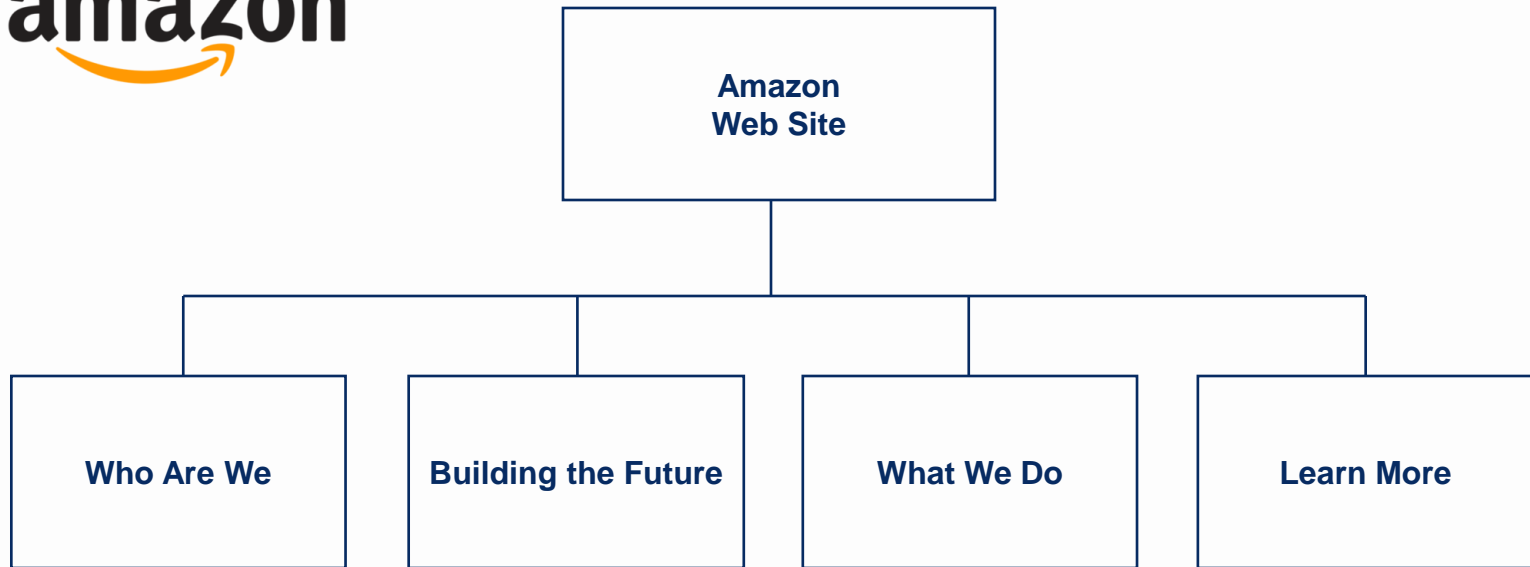 amazon
Amazon
Web Site
Who Are We
Building the Future
What We Do
Learn More